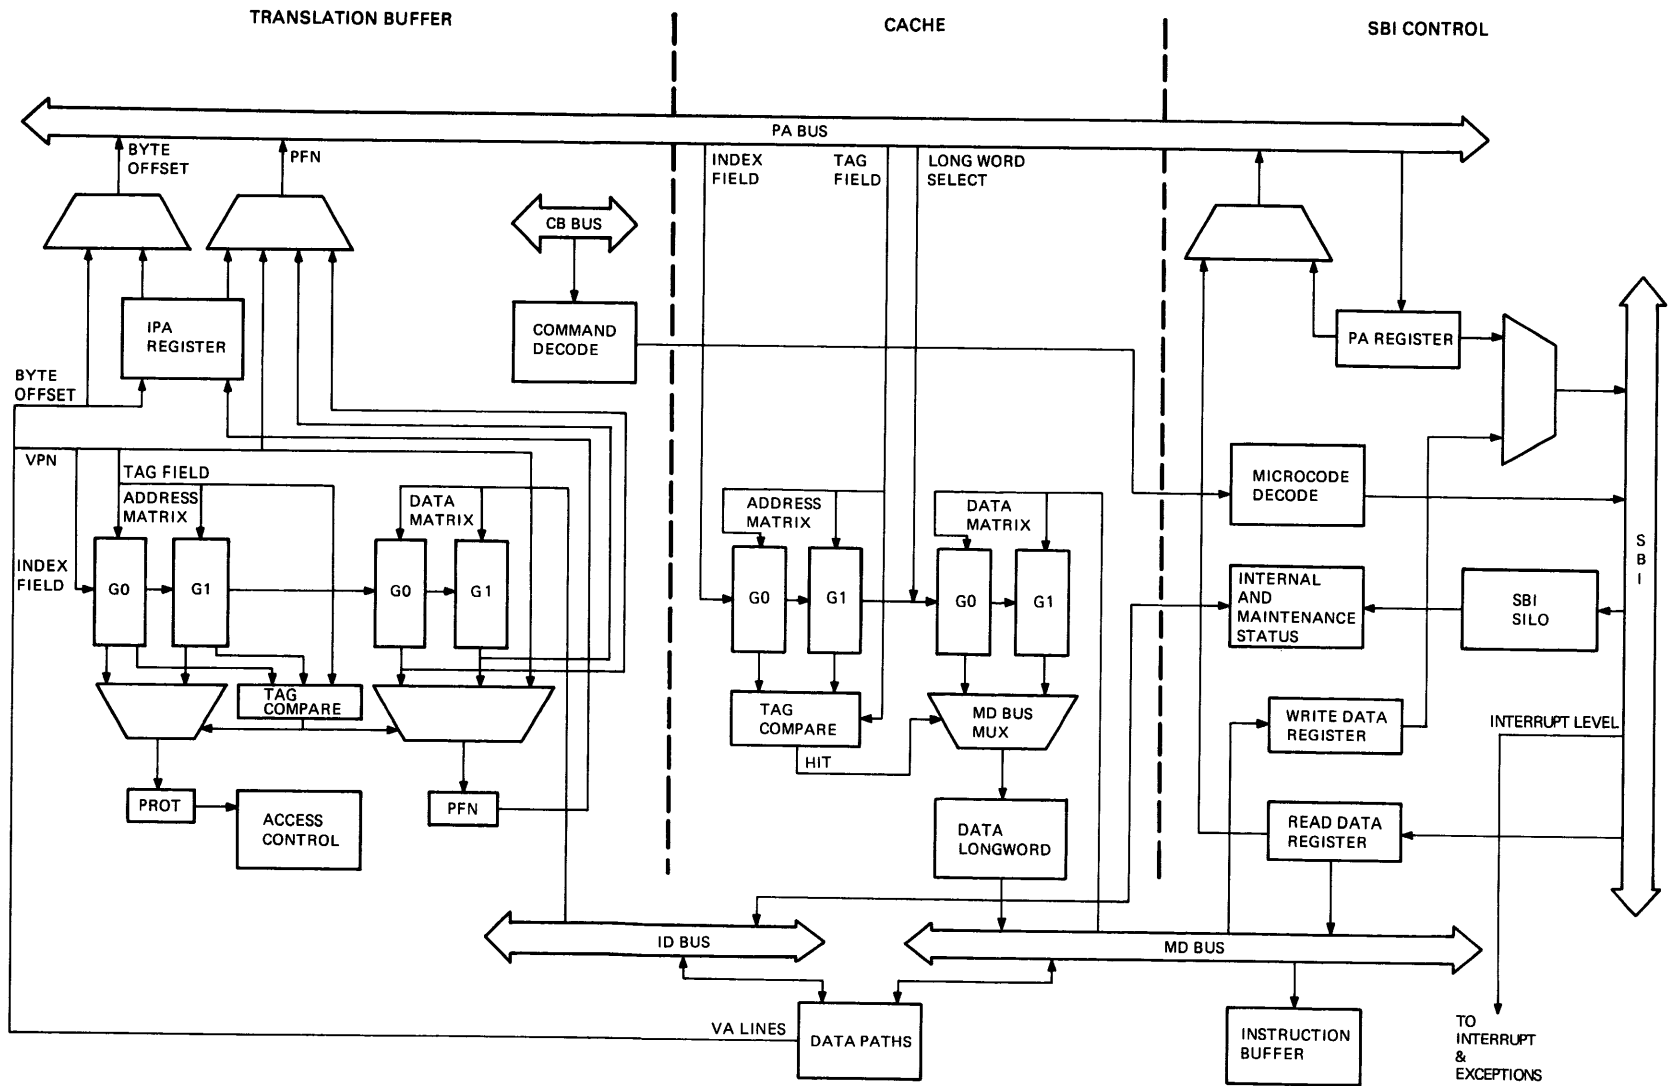 TRANSLATION BUFFER
CACHE
SBI CONTROL
PA BUS
BYTE
OFFSET
PFN
INDEX
FIELD
TAG
FIELD
LONG WORD
SELECT
CB BUS
IPA
REGISTER
COMMAND
DECODE
PA REGISTER
BYTE
OFFSET
VPN
TAG FIELD
ADDRESS
MATRIX
DATA
MATRIX
ADDRESS
MATRIX
DATA
MATRIX
MICROCODE
DECODE
INDEX
FIELD
G0
G1
G0
G1
G0
G1
G0
G1
INTERNAL
AND
MAINTENANCE
STATUS
SBI
SILO
S
B
I
TAG
COMPARE
TAG
COMPARE
MD BUS
MUX
HIT
WRITE DATA
REGISTER
INTERRUPT LEVEL
PROT
ACCESS
CONTROL
PFN
DATA
LONGWORD
READ DATA
REGISTER
ID BUS
MD BUS
VA LINES
DATA PATHS
INSTRUCTION
BUFFER
TO
INTERRUPT
&
EXCEPTIONS